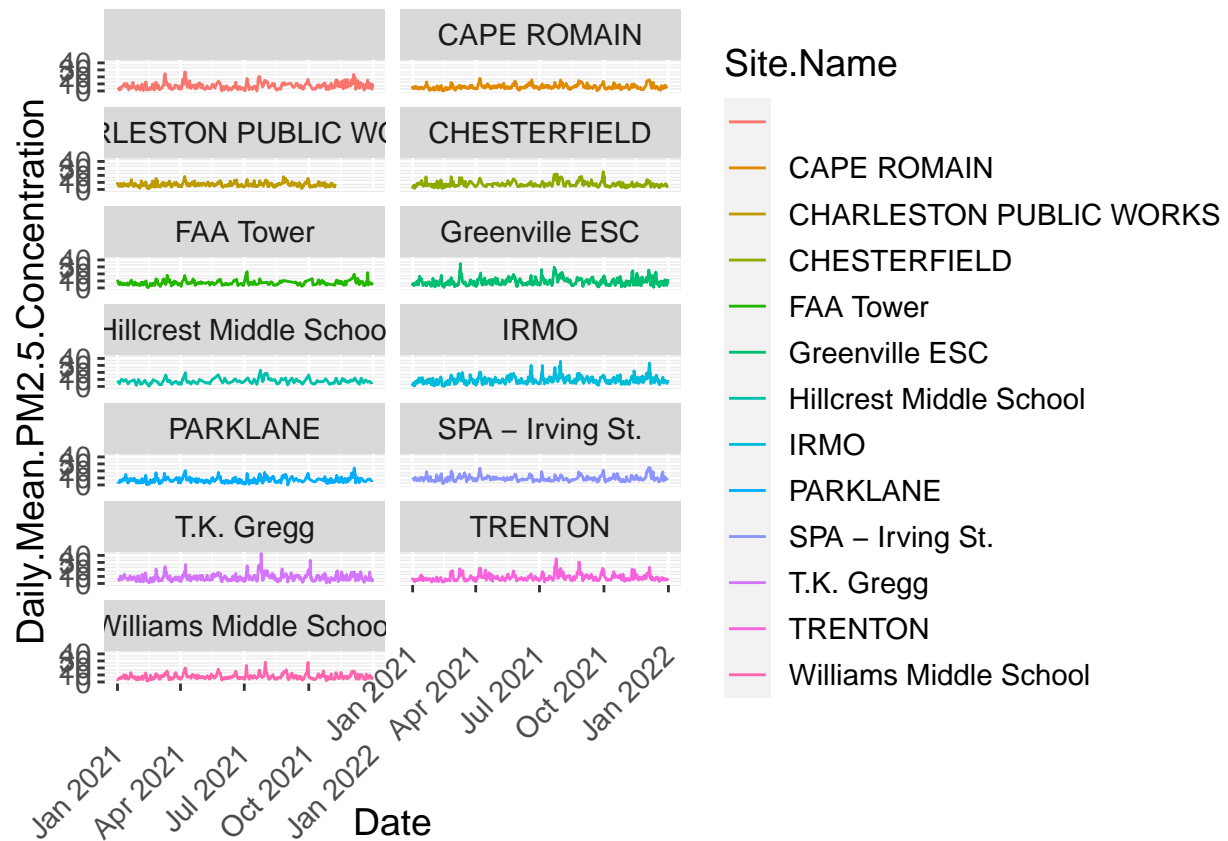 CAPE ROMAIN
RLESTON PUBLIC WO
CHESTERFIELD
FAA Tower
Greenville ESC
Hillcrest Middle Schoo
IRMO
PARKLANE
SPA – Irving St.
T.K. Gregg
TRENTON
Williams Middle Schoo
Daily.Mean.PM2.5.Concentration
Jan 2021
Apr 2021
Jul 2021
Oct 2021
Jan 2022
Jan 2021
Apr 2021
Jul 2021
Oct 2021
Jan 2022
Date
Site.Name
CAPE ROMAIN
CHARLESTON PUBLIC WORKS
CHESTERFIELD
FAA Tower
Greenville ESC
Hillcrest Middle School
IRMO
PARKLANE
SPA – Irving St.
T.K. Gregg
TRENTON
Williams Middle School